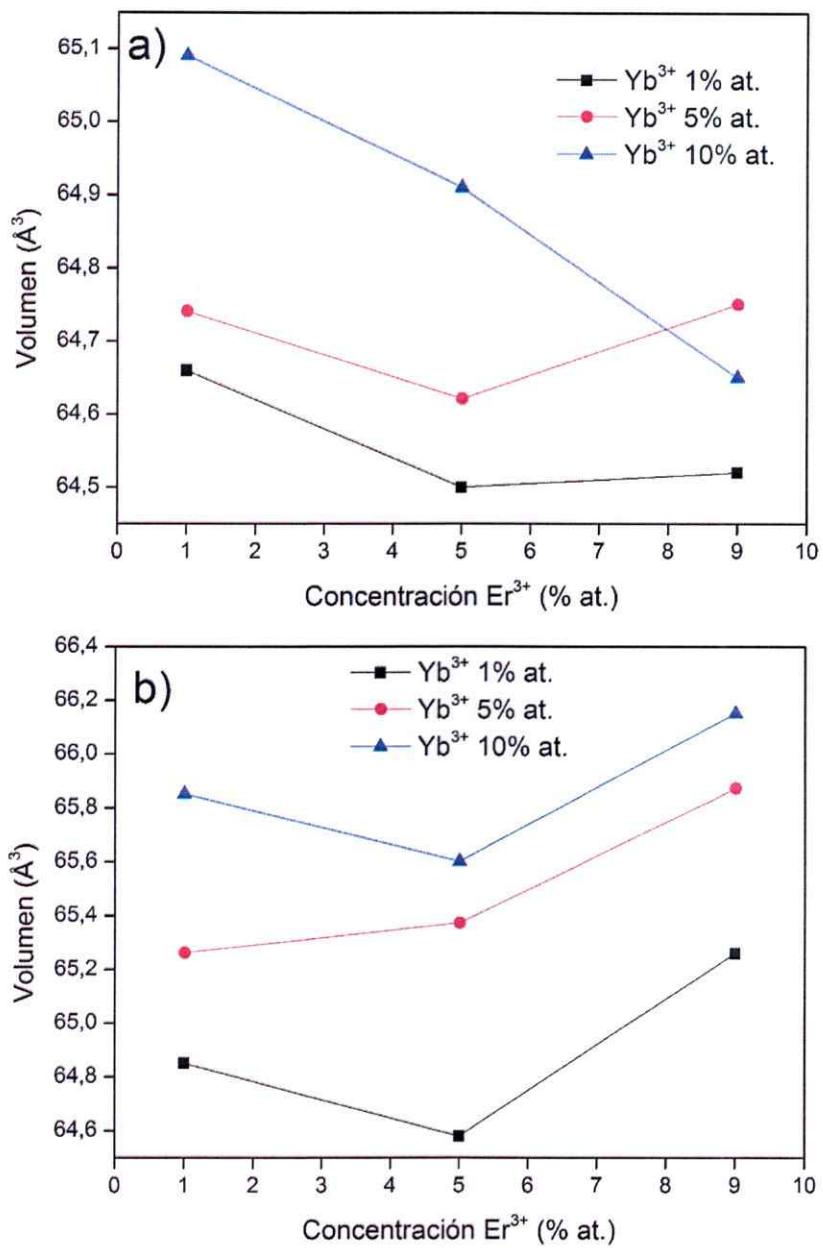 a)
65,1
65,0
64,9
64,8
64,7
64,6
64,5
Volumen (Å³)
Yb³⁺ 1% at.
Yb³⁺ 5% at.
Yb³⁺ 10% at.
0 1 2 3 4 5 6 7 8 9 10
Concentración Er³⁺ (% at.)
b)
66,4
66,2
66,0
65,8
65,6
65,4
65,2
65,0
64,8
64,6
Volumen (Å³)
Yb³⁺ 1% at.
Yb³⁺ 5% at.
Yb³⁺ 10% at.
0 1 2 3 4 5 6 7 8 9 10
Concentración Er³⁺ (% at.)